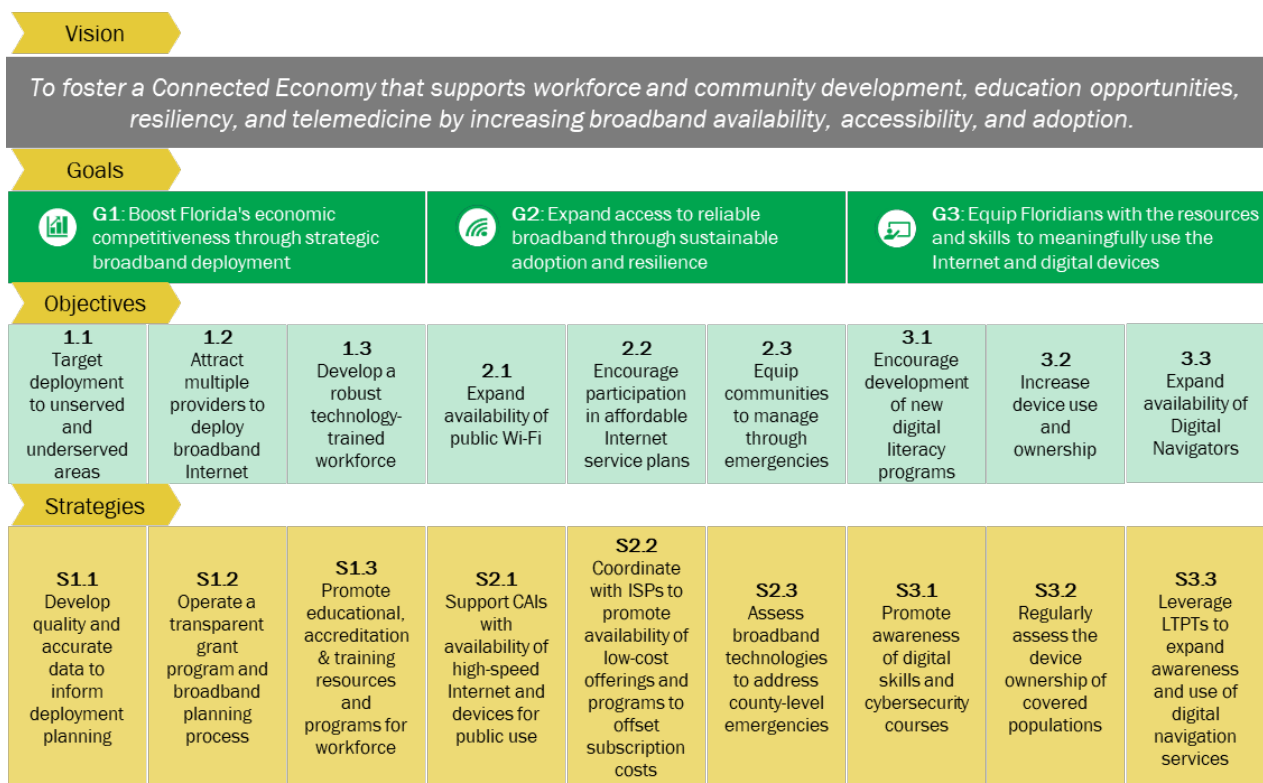 Vision
To foster a Connected Economy that supports workforce and community development, education opportunities,
resiliency, and telemedicine by increasing broadband availability, accessibility, and adoption.
Goals
G1: Boost Florida's economic
competitiveness through strategic
broadband deployment
G2: Expand access to reliable
broadband through sustainable
adoption and resilience
G3: Equip Floridians with the resources
and skills to meaningfully use the
Internet and digital devices
Objectives
1.1
Target
deployment
to unserved
and
underserved
areas
1.2
Attract
multiple
providers to
deploy
broadband
Internet
1.3
Develop a
robust
technology-
trained
workforce
2.1
Expand
availability of
public Wi-Fi
2.2
Encourage
participation
in affordable
Internet
service plans
2.3
Equip
communities
to manage
through
emergencies
3.1
Encourage
development
of new
digital
literacy
programs
3.2
Increase
device use
and
ownership
3.3
Expand
availability of
Digital
Navigators
Strategies
S1.1
Develop
quality and
accurate
data to
inform
deployment
planning
S1.2
Operate a
transparent
grant
program and
broadband
planning
process
S1.3
Promote
educational,
accreditation
& training
resources
and
programs for
workforce
S2.1
Support CAIs
with
availability of
high-speed
Internet and
devices for
public use
S2.2
Coordinate
with ISPs to
promote
availability of
low-cost
offerings and
programs to
offset
subscription
costs
S2.3
Assess
broadband
technologies
to address
county-level
emergencies
S3.1
Promote
awareness
of digital
skills and
cybersecurity
courses
S3.2
Regularly
assess the
device
ownership of
covered
populations
S3.3
Leverage
LTPTs to
expand
awareness
and use of
digital
navigation
services